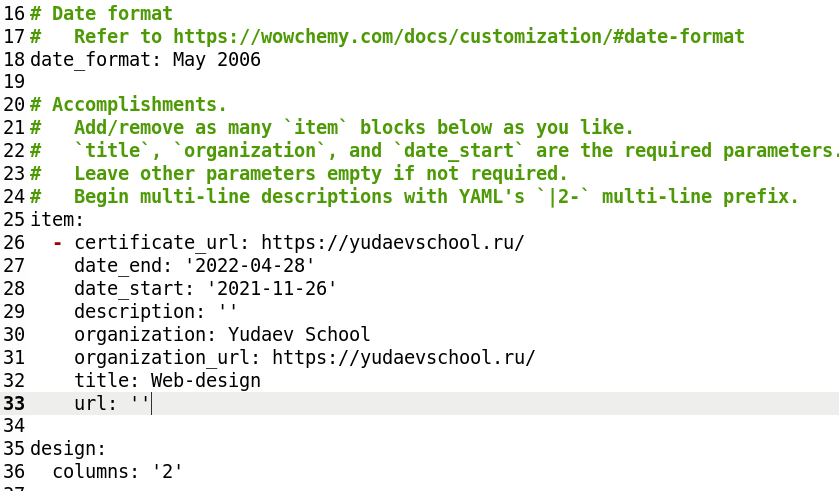 16 # Date format
17 #   Refer to https://wowchemy.com/docs/customization/#date-format
18 date_format: May 2006
19
20 # Accomplishments.
21 #   Add/remove as many `item` blocks below as you like.
22 #   `title`, `organization`, and `date_start` are the required parameters.
23 #   Leave other parameters empty if not required.
24 #   Begin multi-line descriptions with YAML's `|2-` multi-line prefix.
25 item:
26   - certificate_url: https://yudaevschool.ru/
27     date_end: '2022-04-28'
28     date_start: '2021-11-26'
29     description: ''
30     organization: Yudaev School
31     organization_url: https://yudaevschool.ru/
32     title: Web-design
33     url: ''
34
35 design:
36   columns: '2'